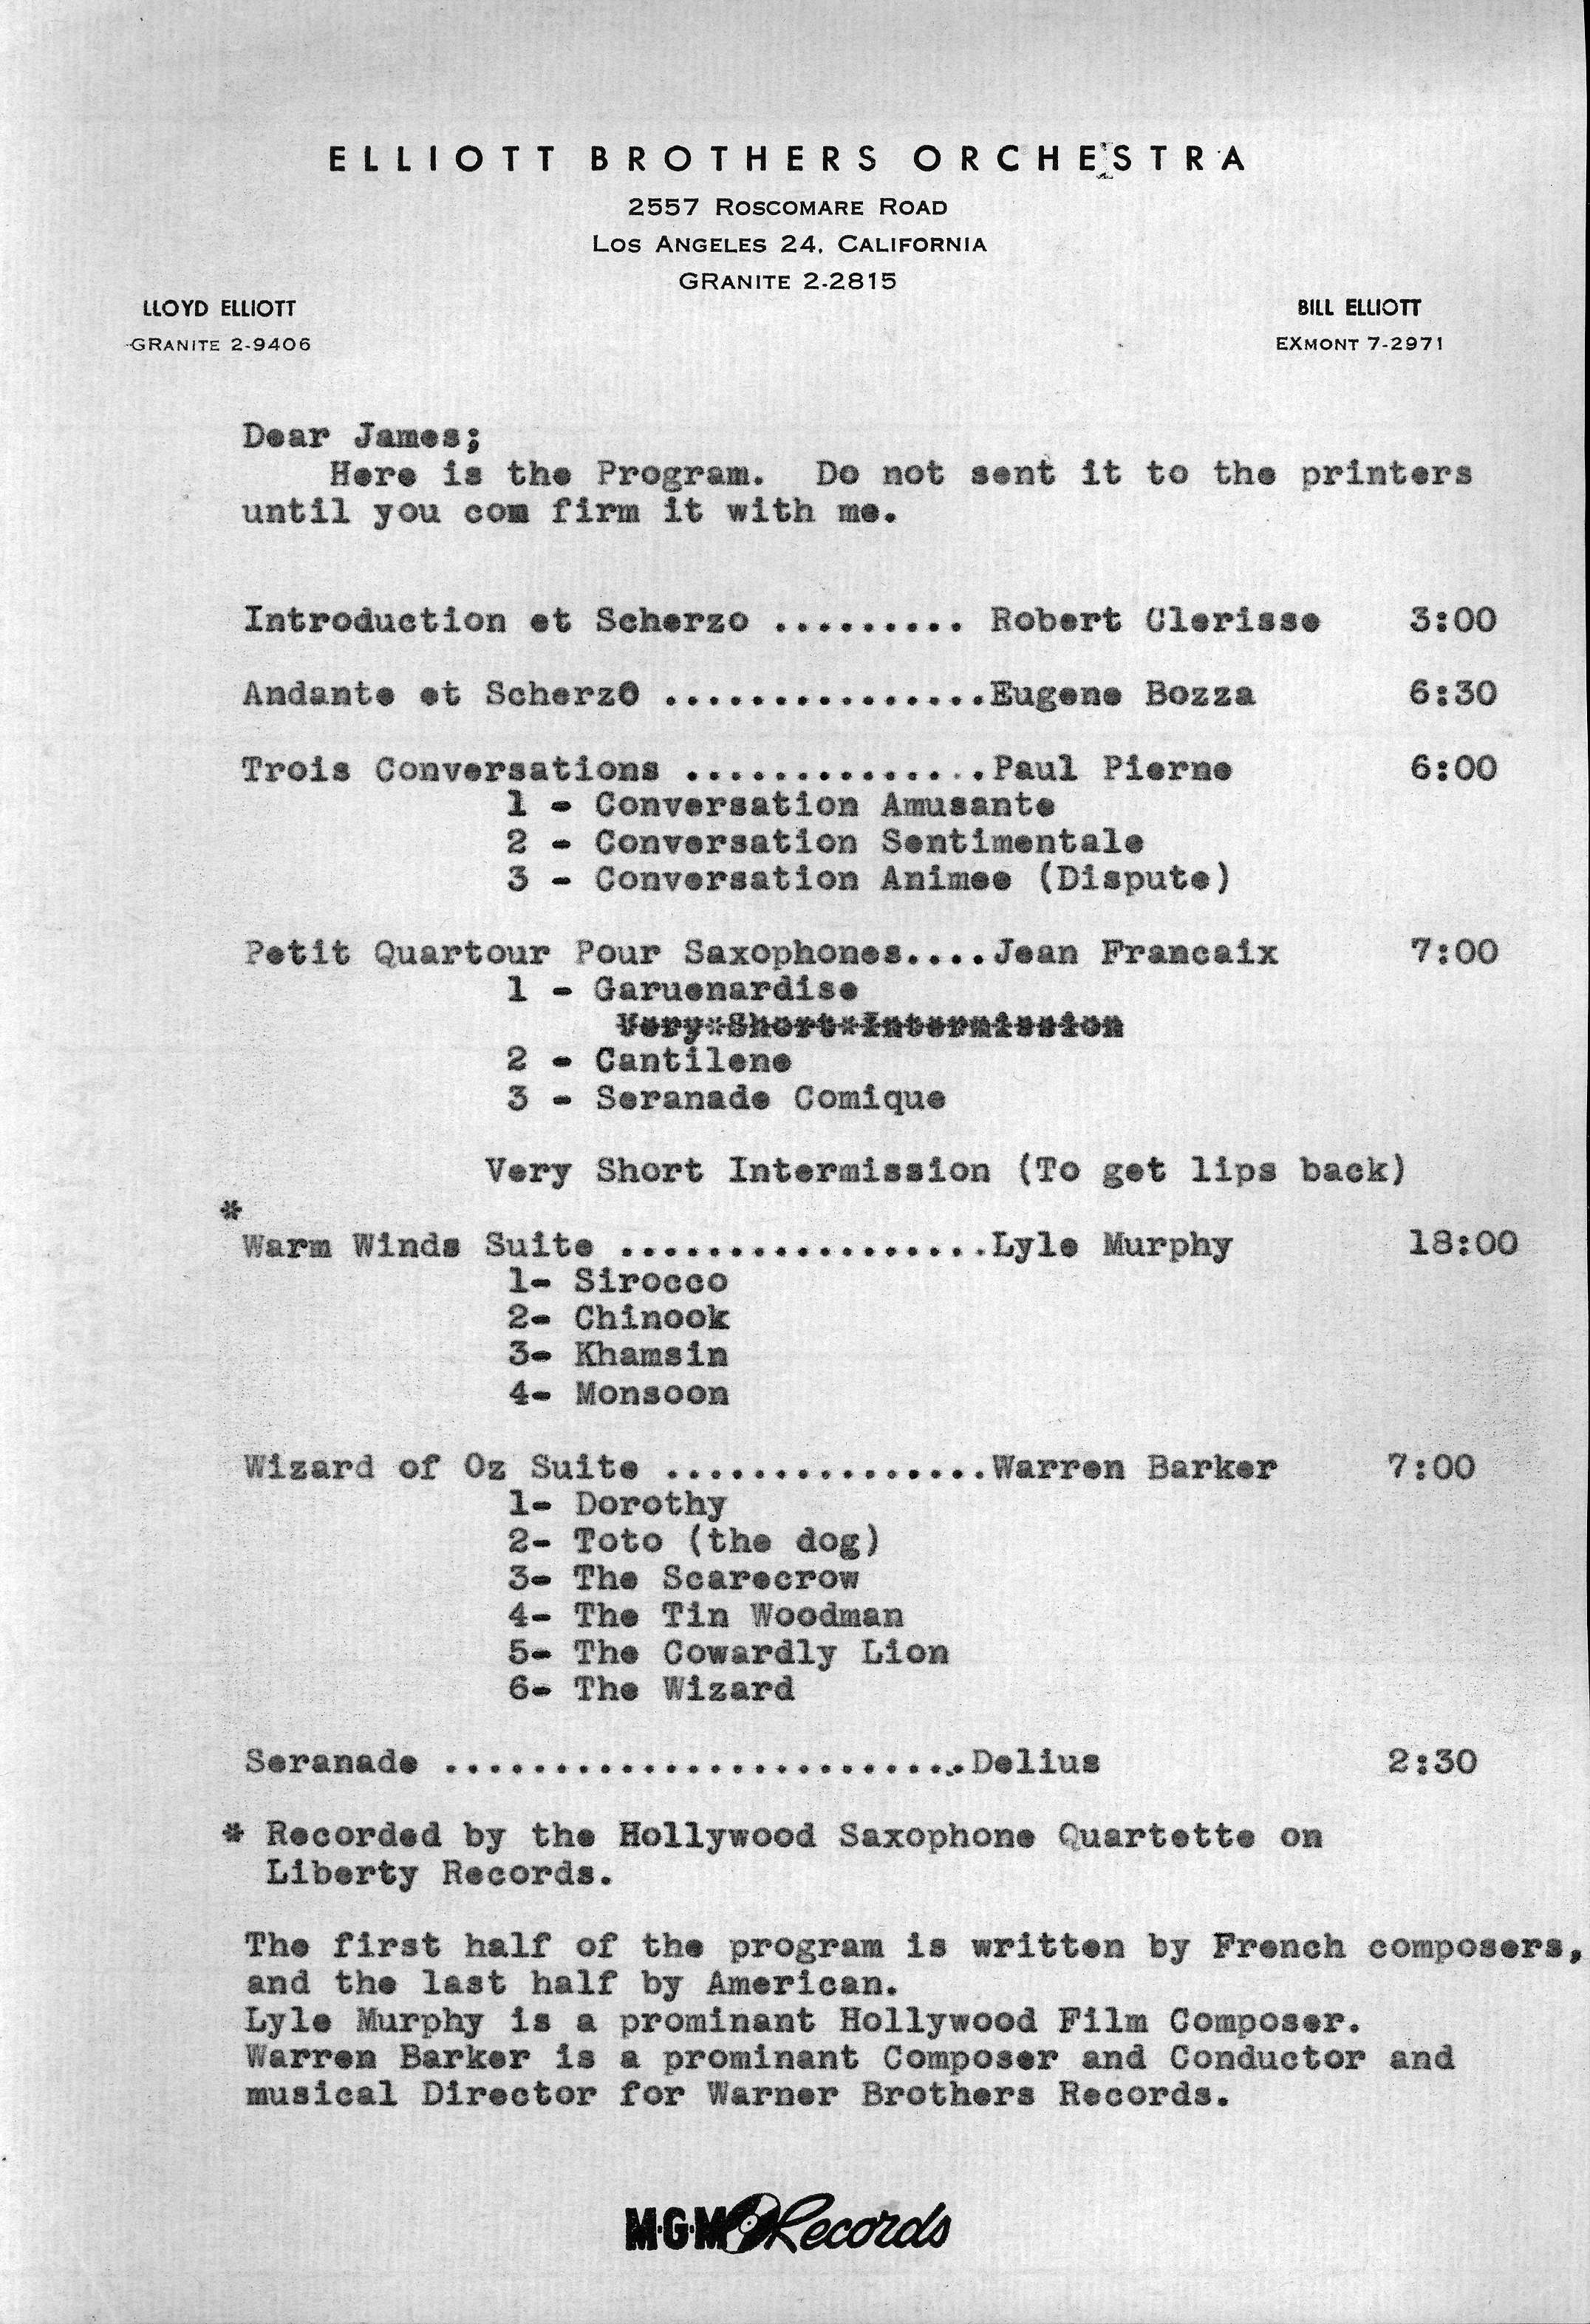 ELLIOTT BROTHERS ORCHESTRA
2557 ROSCOMARE ROAD
LOS ANGELES 24, CALIFORNIA
GRANITE 2-2815
LLOYD ELLIOTT
BILL ELLIOTT
GRANITE 2-9406
EXMONT 7-2971
Dear James;
Here is the Program. Do not sent it to the printers
until you com firm it with me.
Introduction et Scherzo ......... Robert Clerisse 3:00
Andante et Scherz0 ...............Eugene Bozza 6:30
Trois Conversations ..............Paul Pierne 6:00
1 - Conversation Amusante
2 - Conversation Sentimentale
3 - Conversation Animee (Dispute)
Petit Quartour Pour Saxophones....Jean Francaix 7:00
1 - Garuenardise
Very*Short*Intermission
2 - Cantilene
3 - Seranade Comique
Very Short Intermission (To get lips back)
*
Warm Winds Suite .................Lyle Murphy 18:00
1- Sirocco
2- Chinook
3- Khamsin
4- Monsoon
Wizard of Oz Suite ...............Warren Barker 7:00
1- Dorothy
2- Toto (the dog)
3- The Scarecrow
4- The Tin Woodman
5- The Cowardly Lion
6- The Wizard
Seranade ........................Delius 2:30
* Recorded by the Hollywood Saxophone Quartette on
Liberty Records.
The first half of the program is written by French composers,
and the last half by American.
Lyle Murphy is a prominant Hollywood Film Composer.
Warren Barker is a prominant Composer and Conductor and
musical Director for Warner Brothers Records.
M·G·M Records